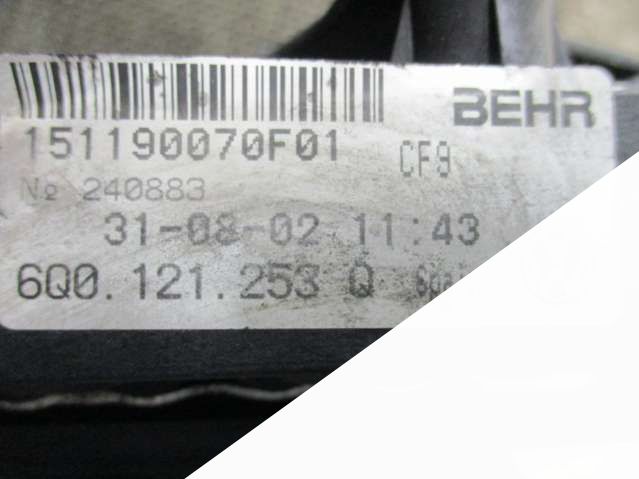 BEHR
151190070F01 CF9
№ 240883
31-08-02 11:43
6Q0.121.253 Q